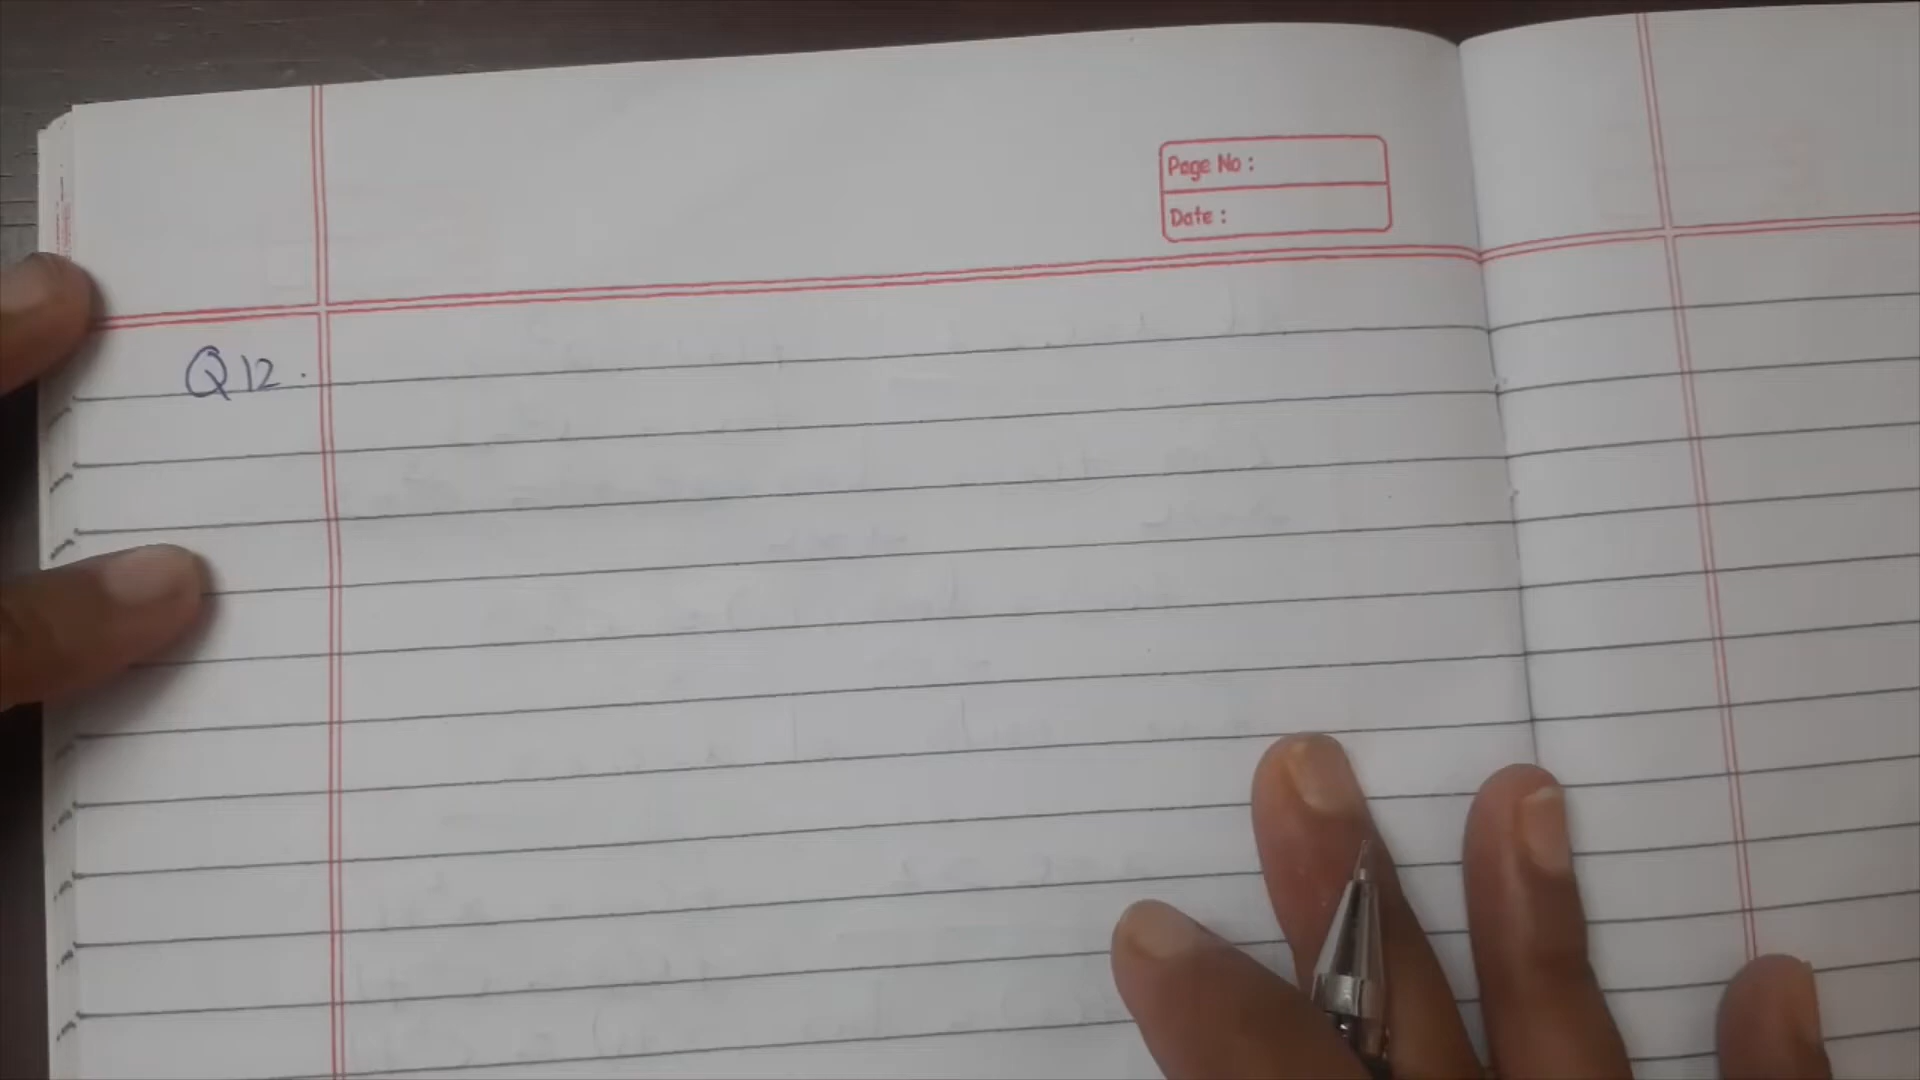 Page No :
Date :
Q12.